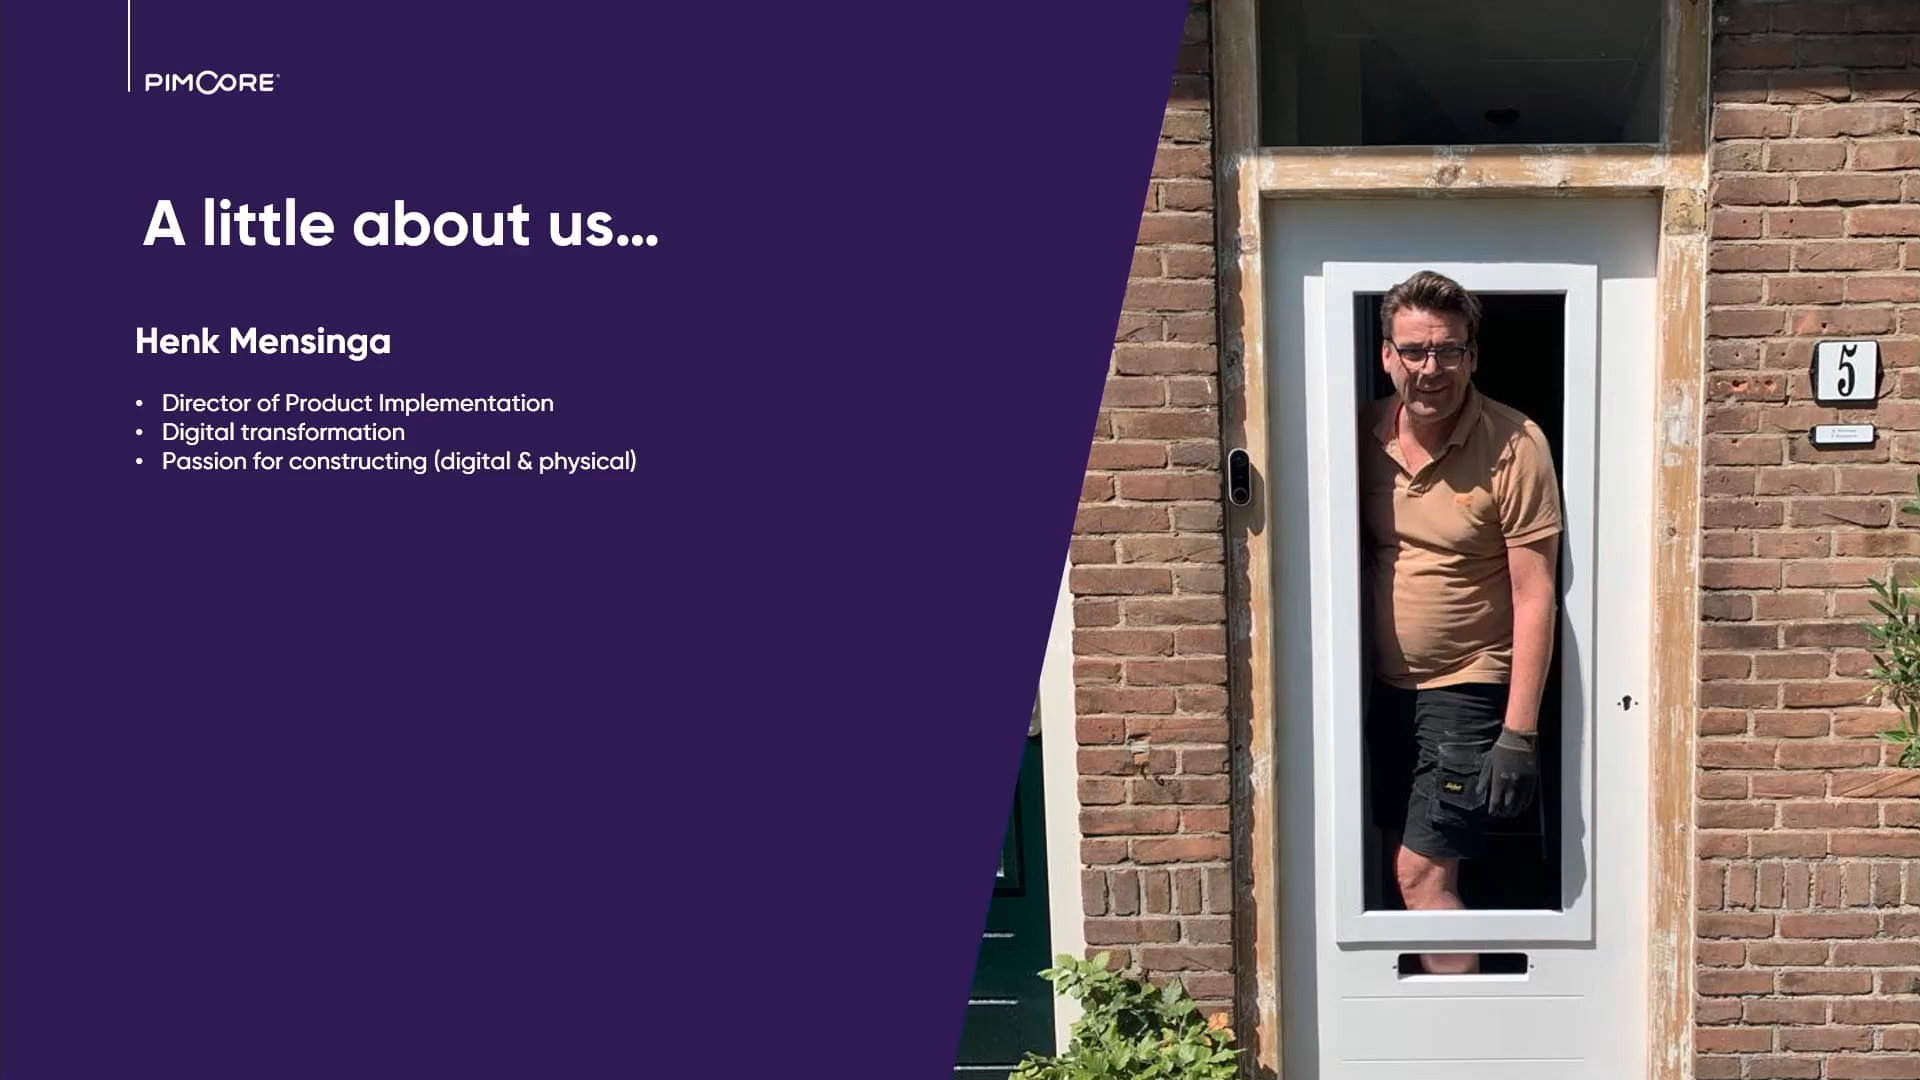 PIMCORE
A little about us...
Henk Mensinga
• Director of Product Implementation
• Digital transformation
• Passion for constructing (digital & physical)
5